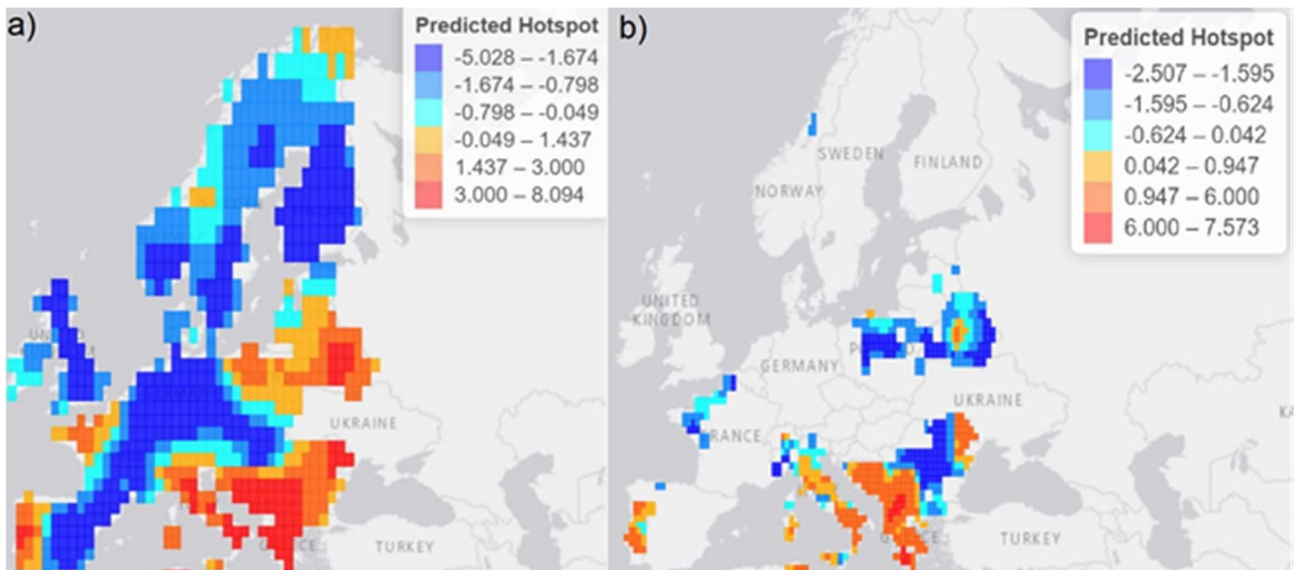 a)
Predicted Hotspot
-5.028 – -1.674
-1.674 – -0.798
-0.798 – -0.049
-0.049 – 1.437
1.437 – 3.000
3.000 – 8.094
UKRAINE
TURKEY
b)
Predicted Hotspot
-2.507 – -1.595
-1.595 – -0.624
-0.624 – 0.042
0.042 – 0.947
0.947 – 6.000
6.000 – 7.573
SWEDEN
FINLAND
NORWAY
UNITED
KINGDOM
GERMANY
UKRAINE
KA
RANCE
TURKEY